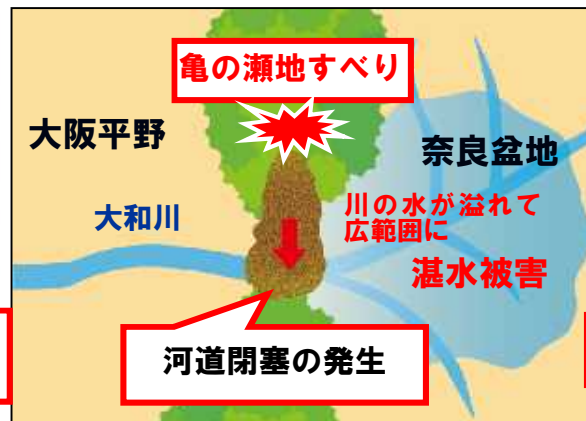 亀の瀬地すべり
大阪平野
奈良盆地
大和川
川の水が溢れて
広範囲に
湛水被害
河道閉塞の発生